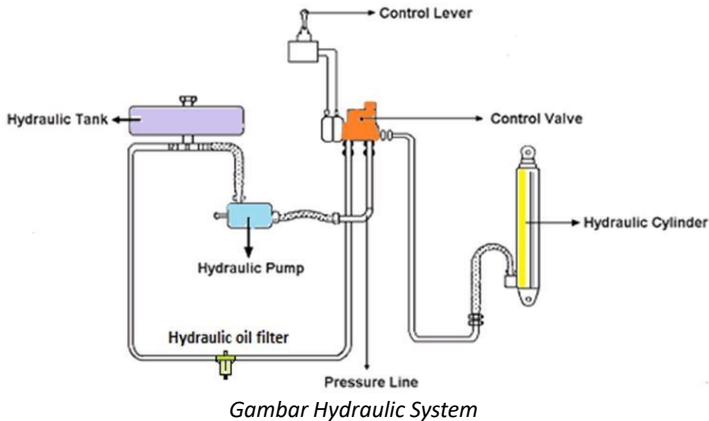 Control Lever
Hydraulic Tank
Control Valve
Hydraulic Cylinder
Hydraulic Pump
Hydraulic oil filter
Pressure Line
Gambar Hydraulic System